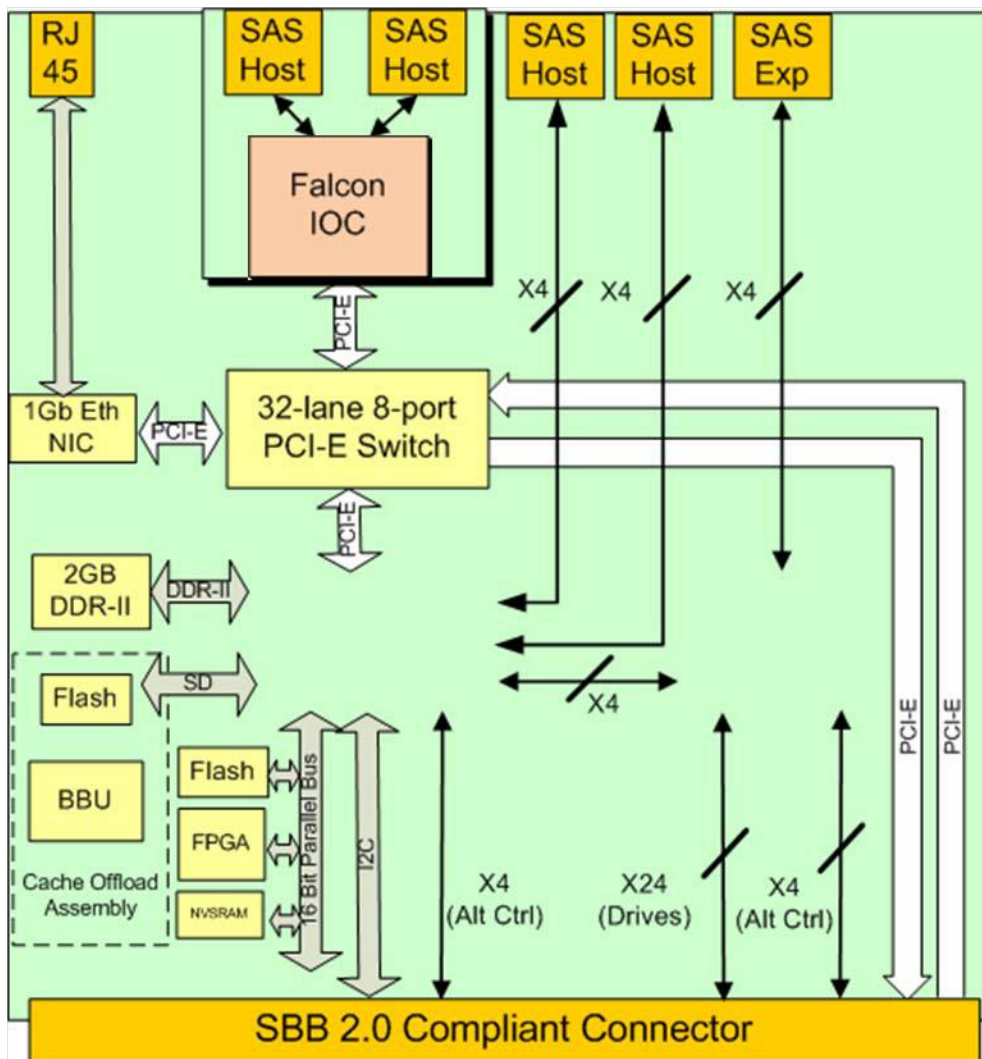 RJ
45
SAS
Host
SAS
Host
SAS
Host
SAS
Host
SAS
Exp
Falcon
IOC
X4
X4
X4
PCI-E
1Gb Eth
NIC
PCI-E
32-lane 8-port
PCI-E Switch
PCI-E
2GB
DDR-II
DDR-II
Flash
SD
X4
BBU
Cache Offload
Assembly
Flash
FPGA
NVSRAM
16 Bit Parallel Bus
I2C
X4
(Alt Ctrl)
X24
(Drives)
X4
(Alt Ctrl)
PCI-E
PCI-E
SBB 2.0 Compliant Connector